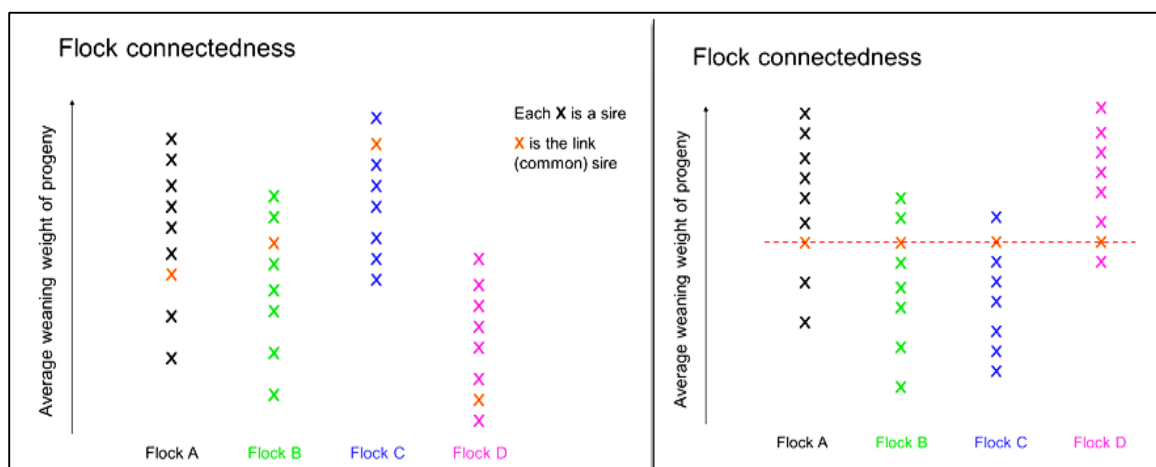 Flock connectedness
Each X is a sire
X is the link
(common) sire
Average weaning weight of progeny
Flock A
Flock B
Flock C
Flock D
Flock connectedness
Average weaning weight of progeny
Flock A
Flock B
Flock C
Flock D